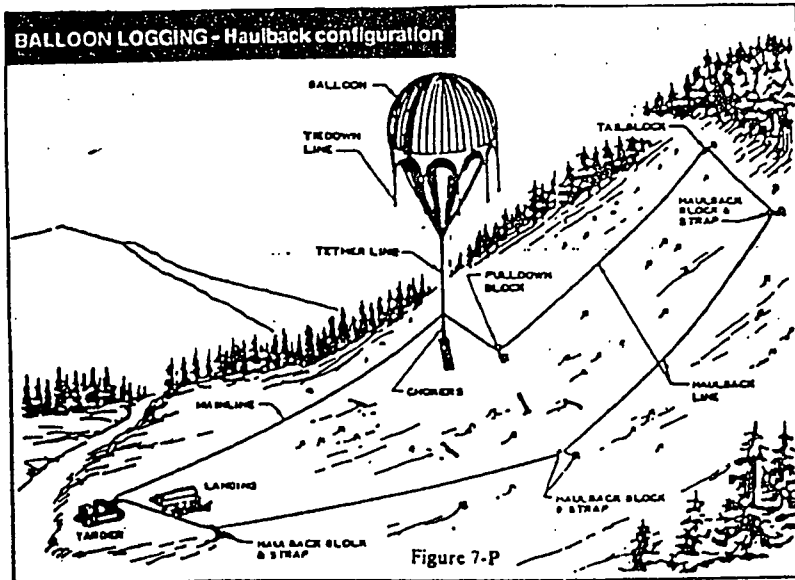 BALLOON LOGGING - Haulback configuration
BALLOON
TIEDOWN
LINE
TAILBLOCK
HAULBACK
BLOCK &
STRAP
TETHER LINE
PULLDOWN
BLOCK
CHOKERS
HAULBACK
LINE
MAINLINE
LANDING
YARDER
HAULBACK BLOCK
& STRAP
HAULBACK BLOCK
& STRAP
Figure 7-P